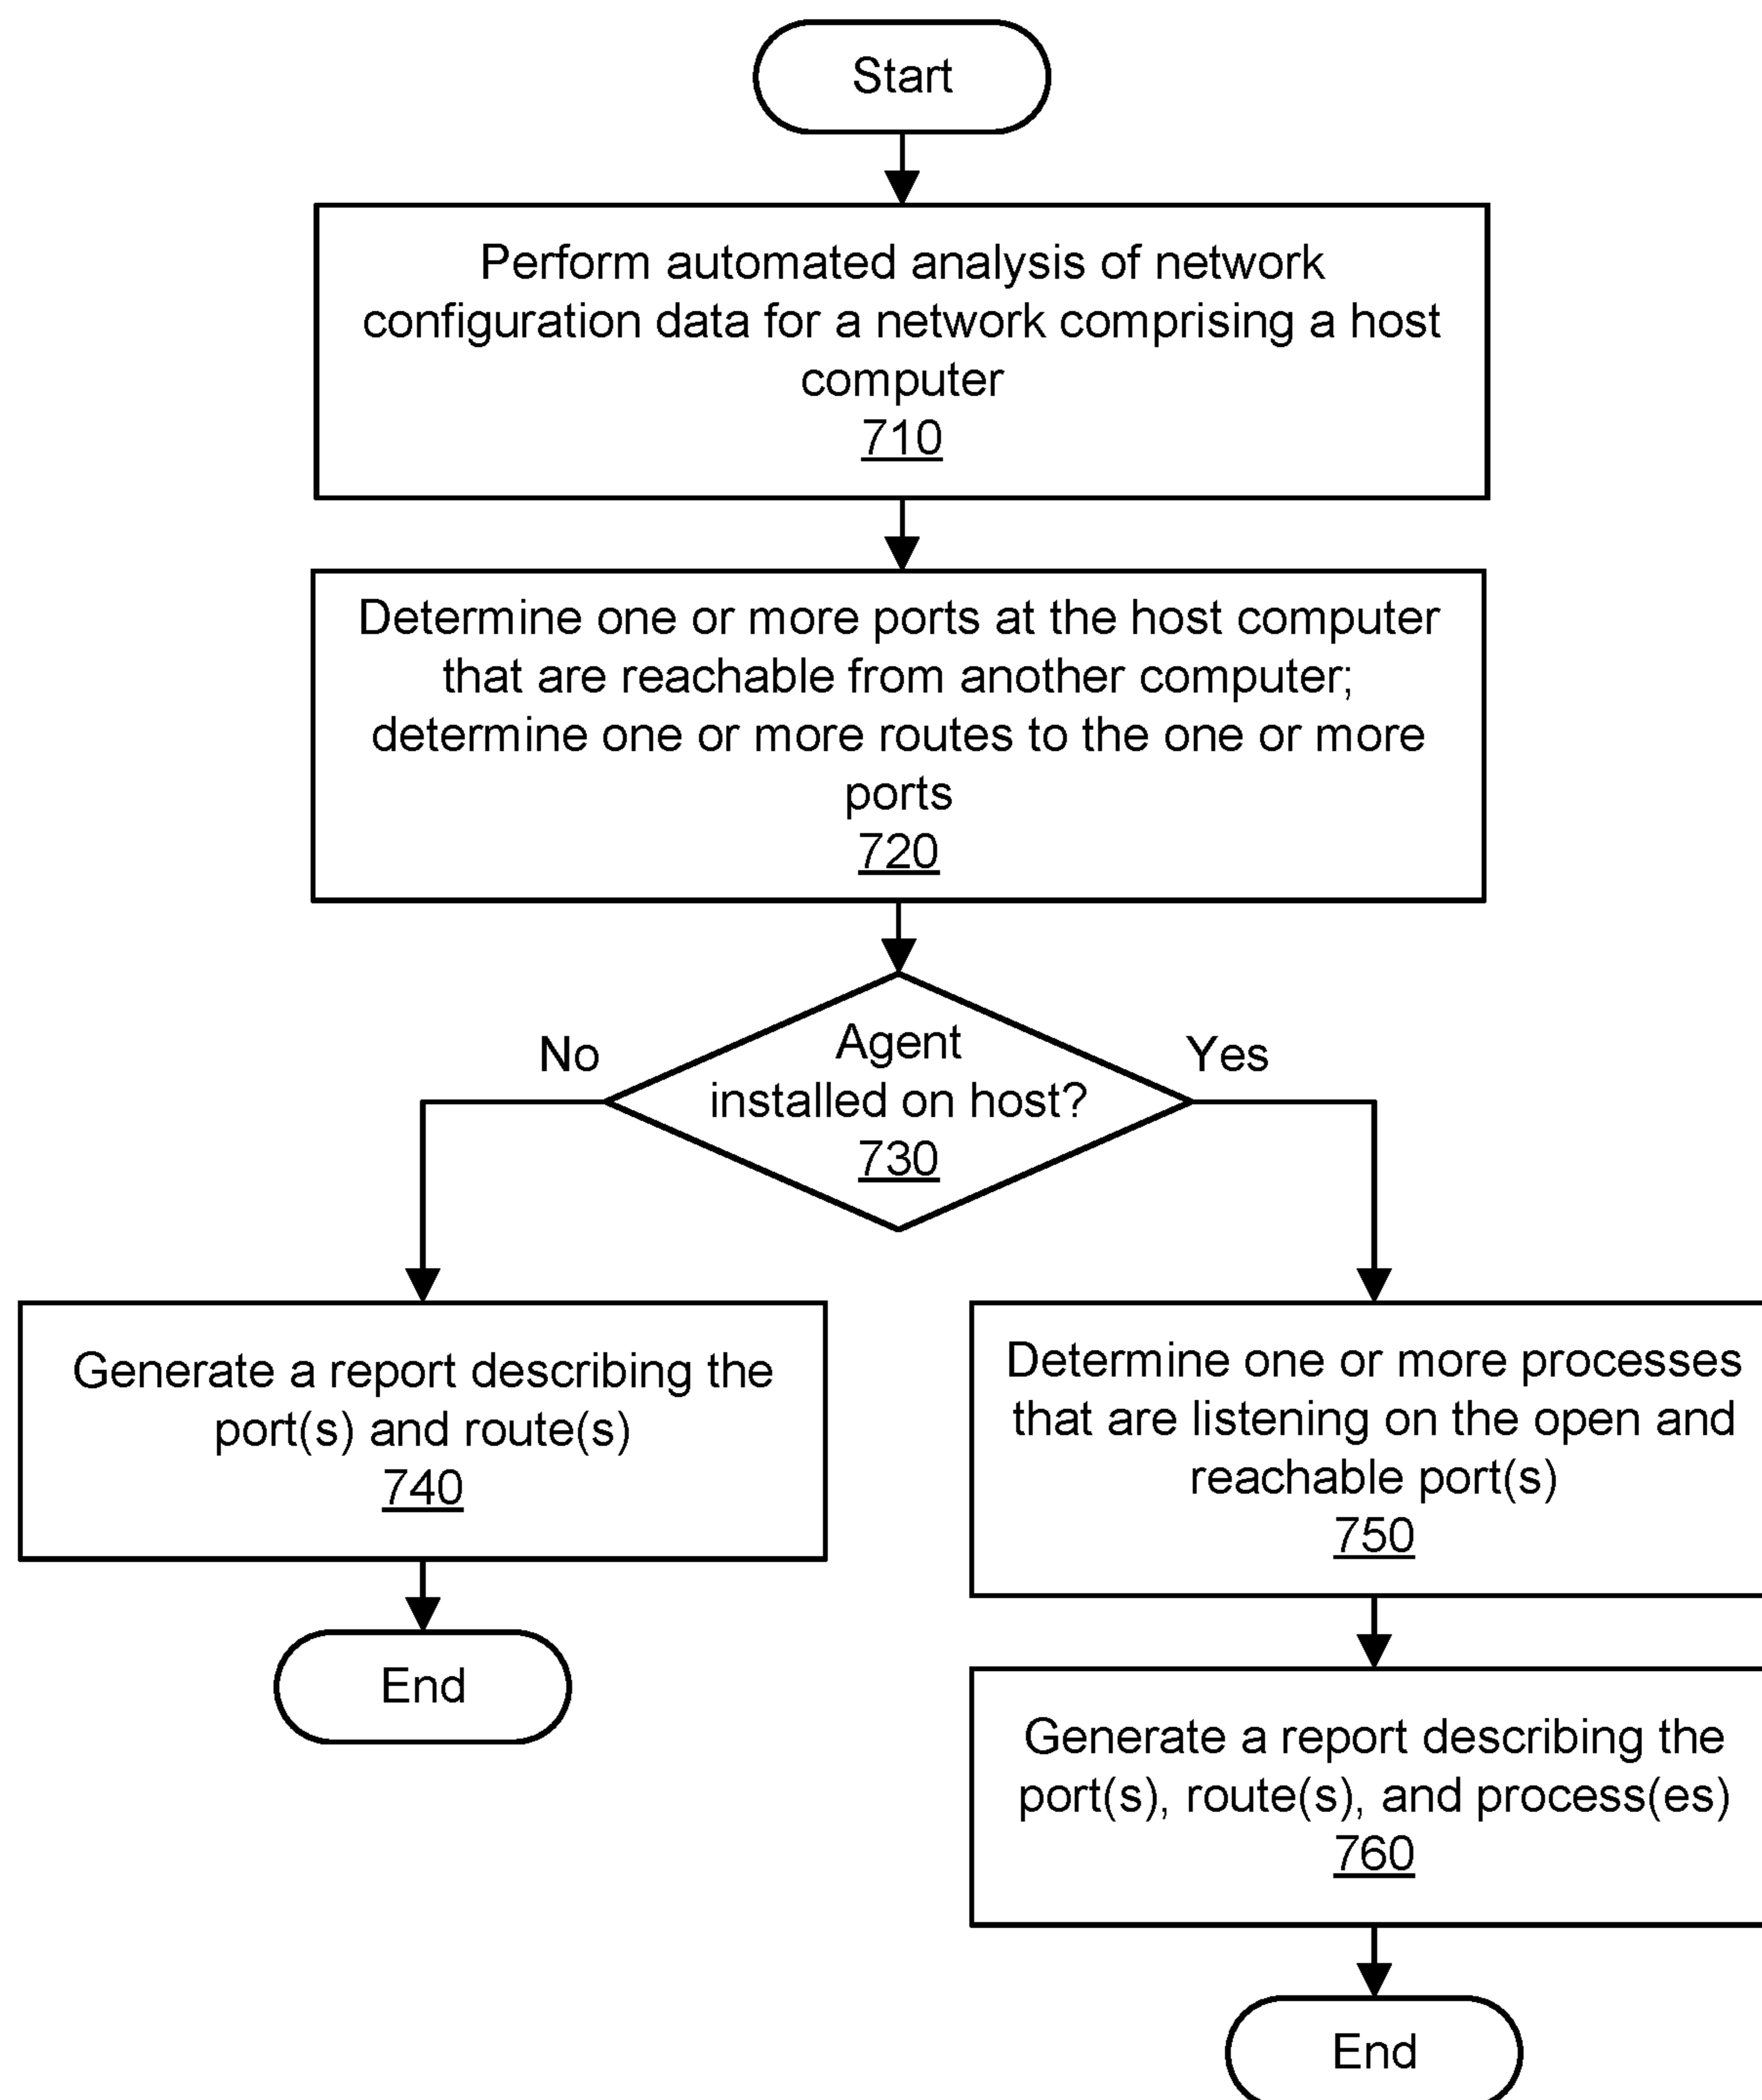 Start
Perform automated analysis of network
configuration data for a network comprising a host
computer
710
Determine one or more ports at the host computer
that are reachable from another computer;
determine one or more routes to the one or more
ports
720
Agent
installed on host?
730
No
Yes
Generate a report describing the
port(s) and route(s)
740
End
Determine one or more processes
that are listening on the open and
reachable port(s)
750
Generate a report describing the
port(s), route(s), and process(es)
760
End